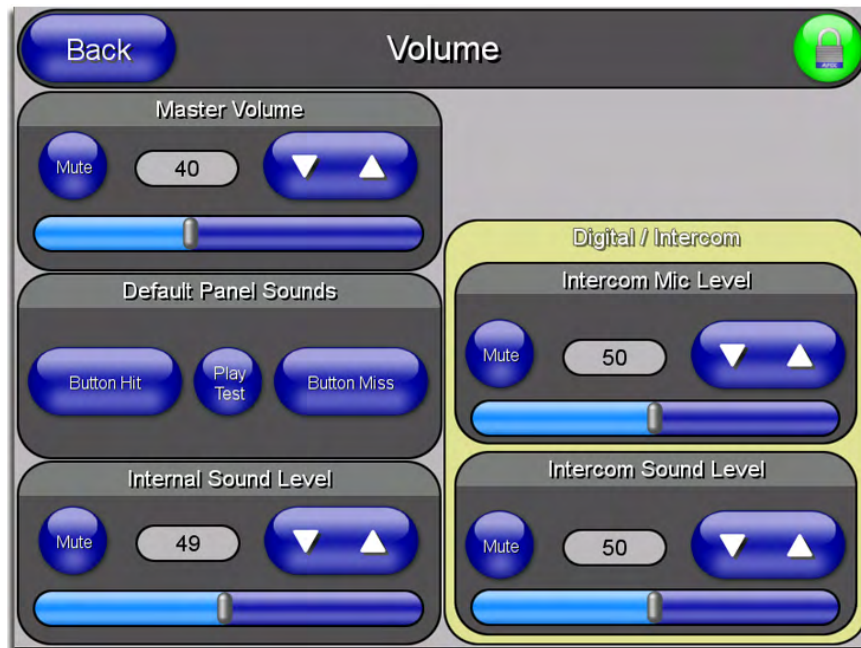 Back
Volume
Master Volume
Mute
40
Default Panel Sounds
Button Hit
Play
Test
Button Miss
Internal Sound Level
Mute
49
Digital / Intercom
Intercom Mic Level
Mute
50
Intercom Sound Level
Mute
50